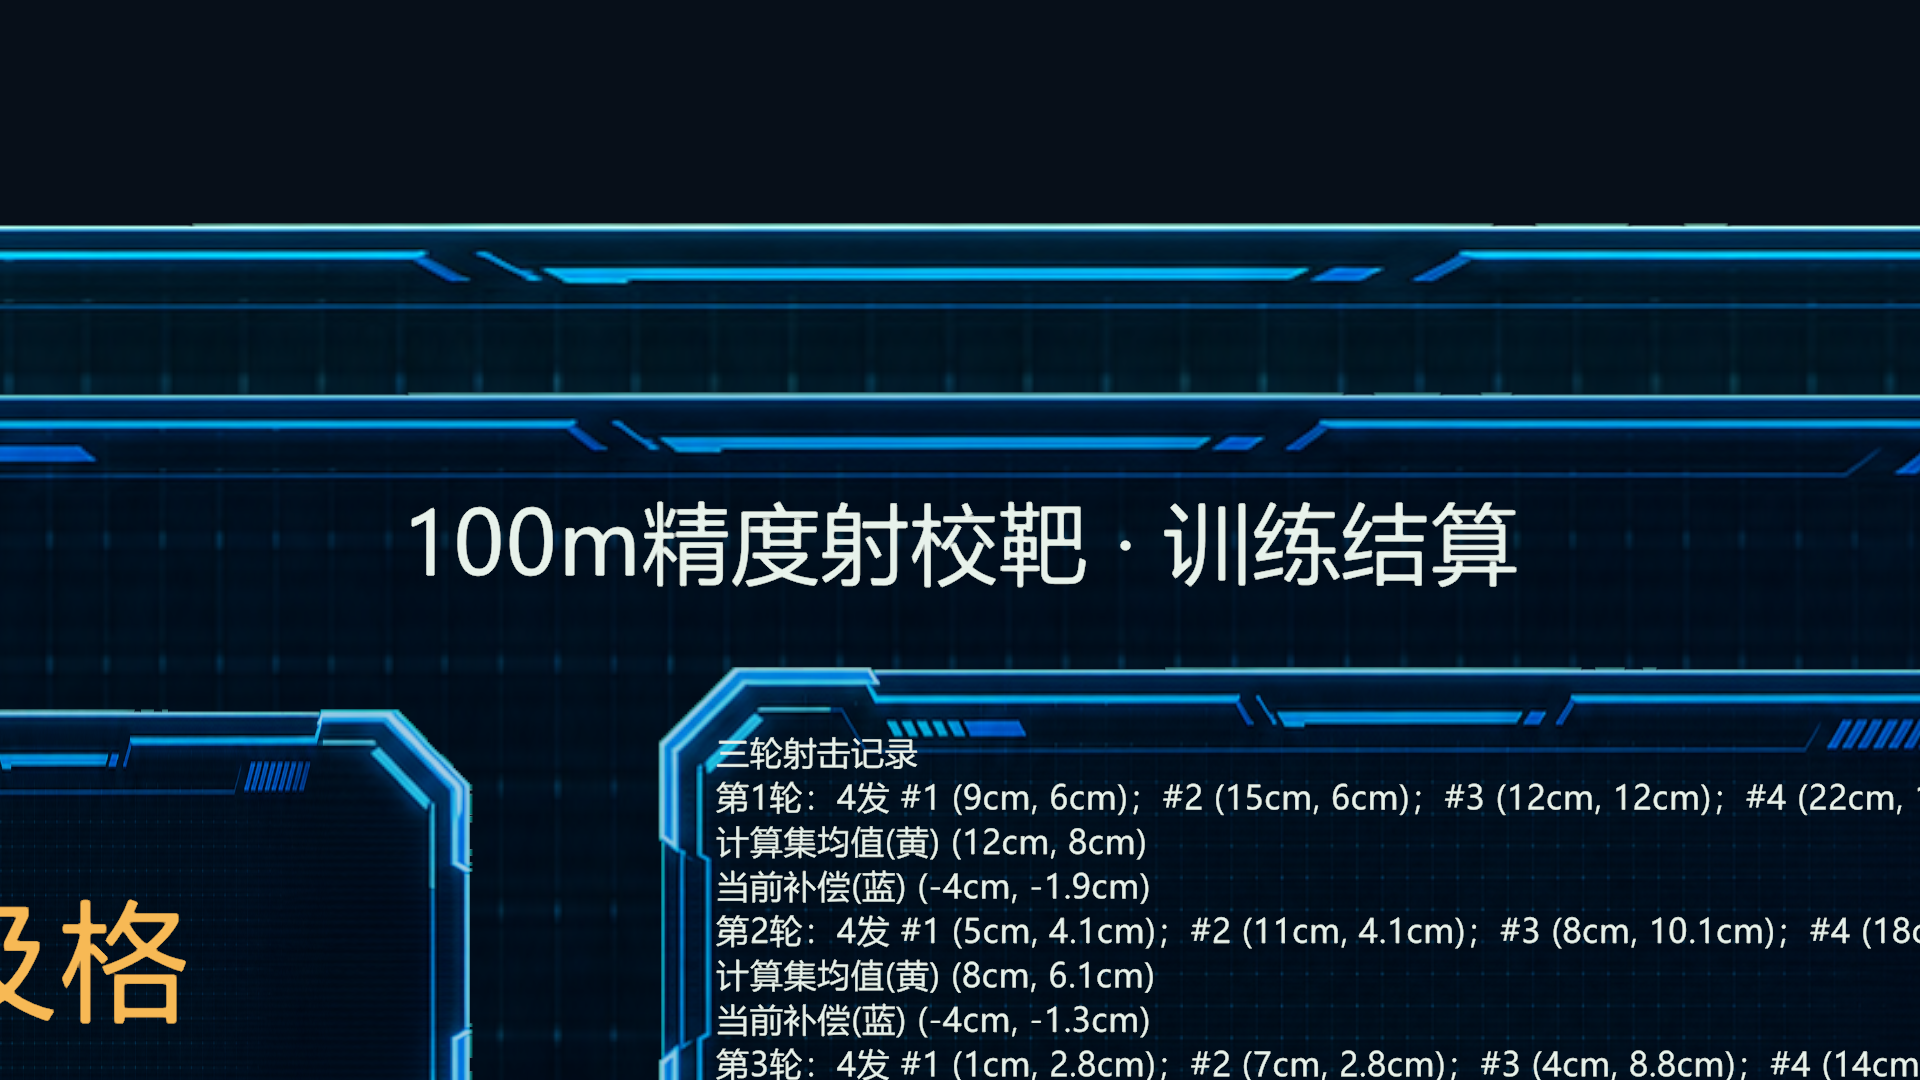 100m精度射校靶 · 训练结算
三轮射击记录
第1轮：4发 #1 (9cm, 6cm)；#2 (15cm, 6cm)；#3 (12cm, 12cm)；#4 (22cm,
计算集均值(黄) (12cm, 8cm)
当前补偿(蓝) (-4cm, -1.9cm)
第2轮：4发 #1 (5cm, 4.1cm)；#2 (11cm, 4.1cm)；#3 (8cm, 10.1cm)；#4 (18c
及格
计算集均值(黄) (8cm, 6.1cm)
当前补偿(蓝) (-4cm, -1.3cm)
第3轮：4发 #1 (1cm, 2.8cm)；#2 (7cm, 2.8cm)；#3 (4cm, 8.8cm)；#4 (14cm